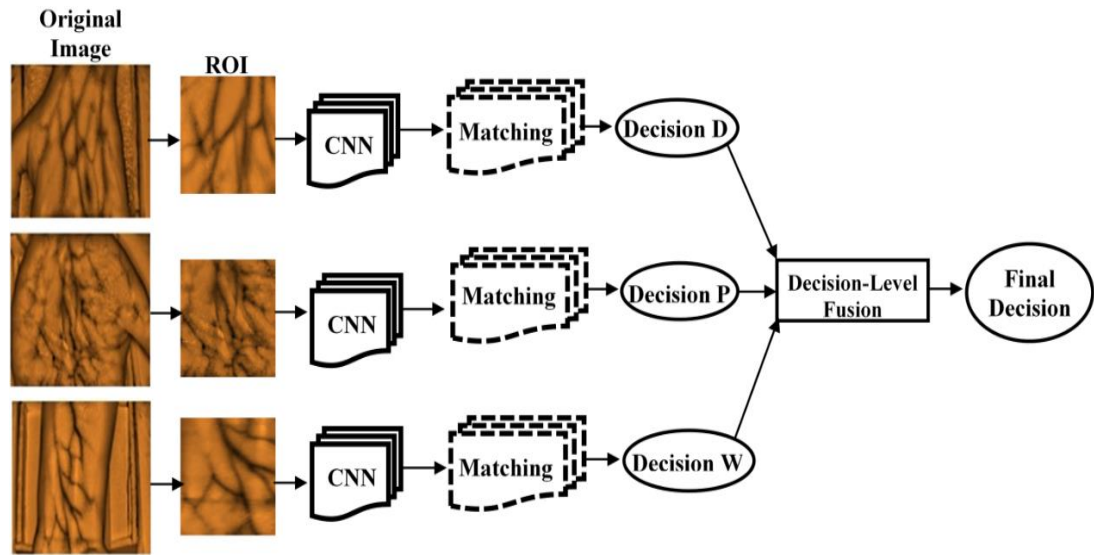 Original
Image
ROI
CNN
Matching
Decision D
CNN
Matching
Decision P
Decision-Level
Fusion
Final
Decision
CNN
Matching
Decision W